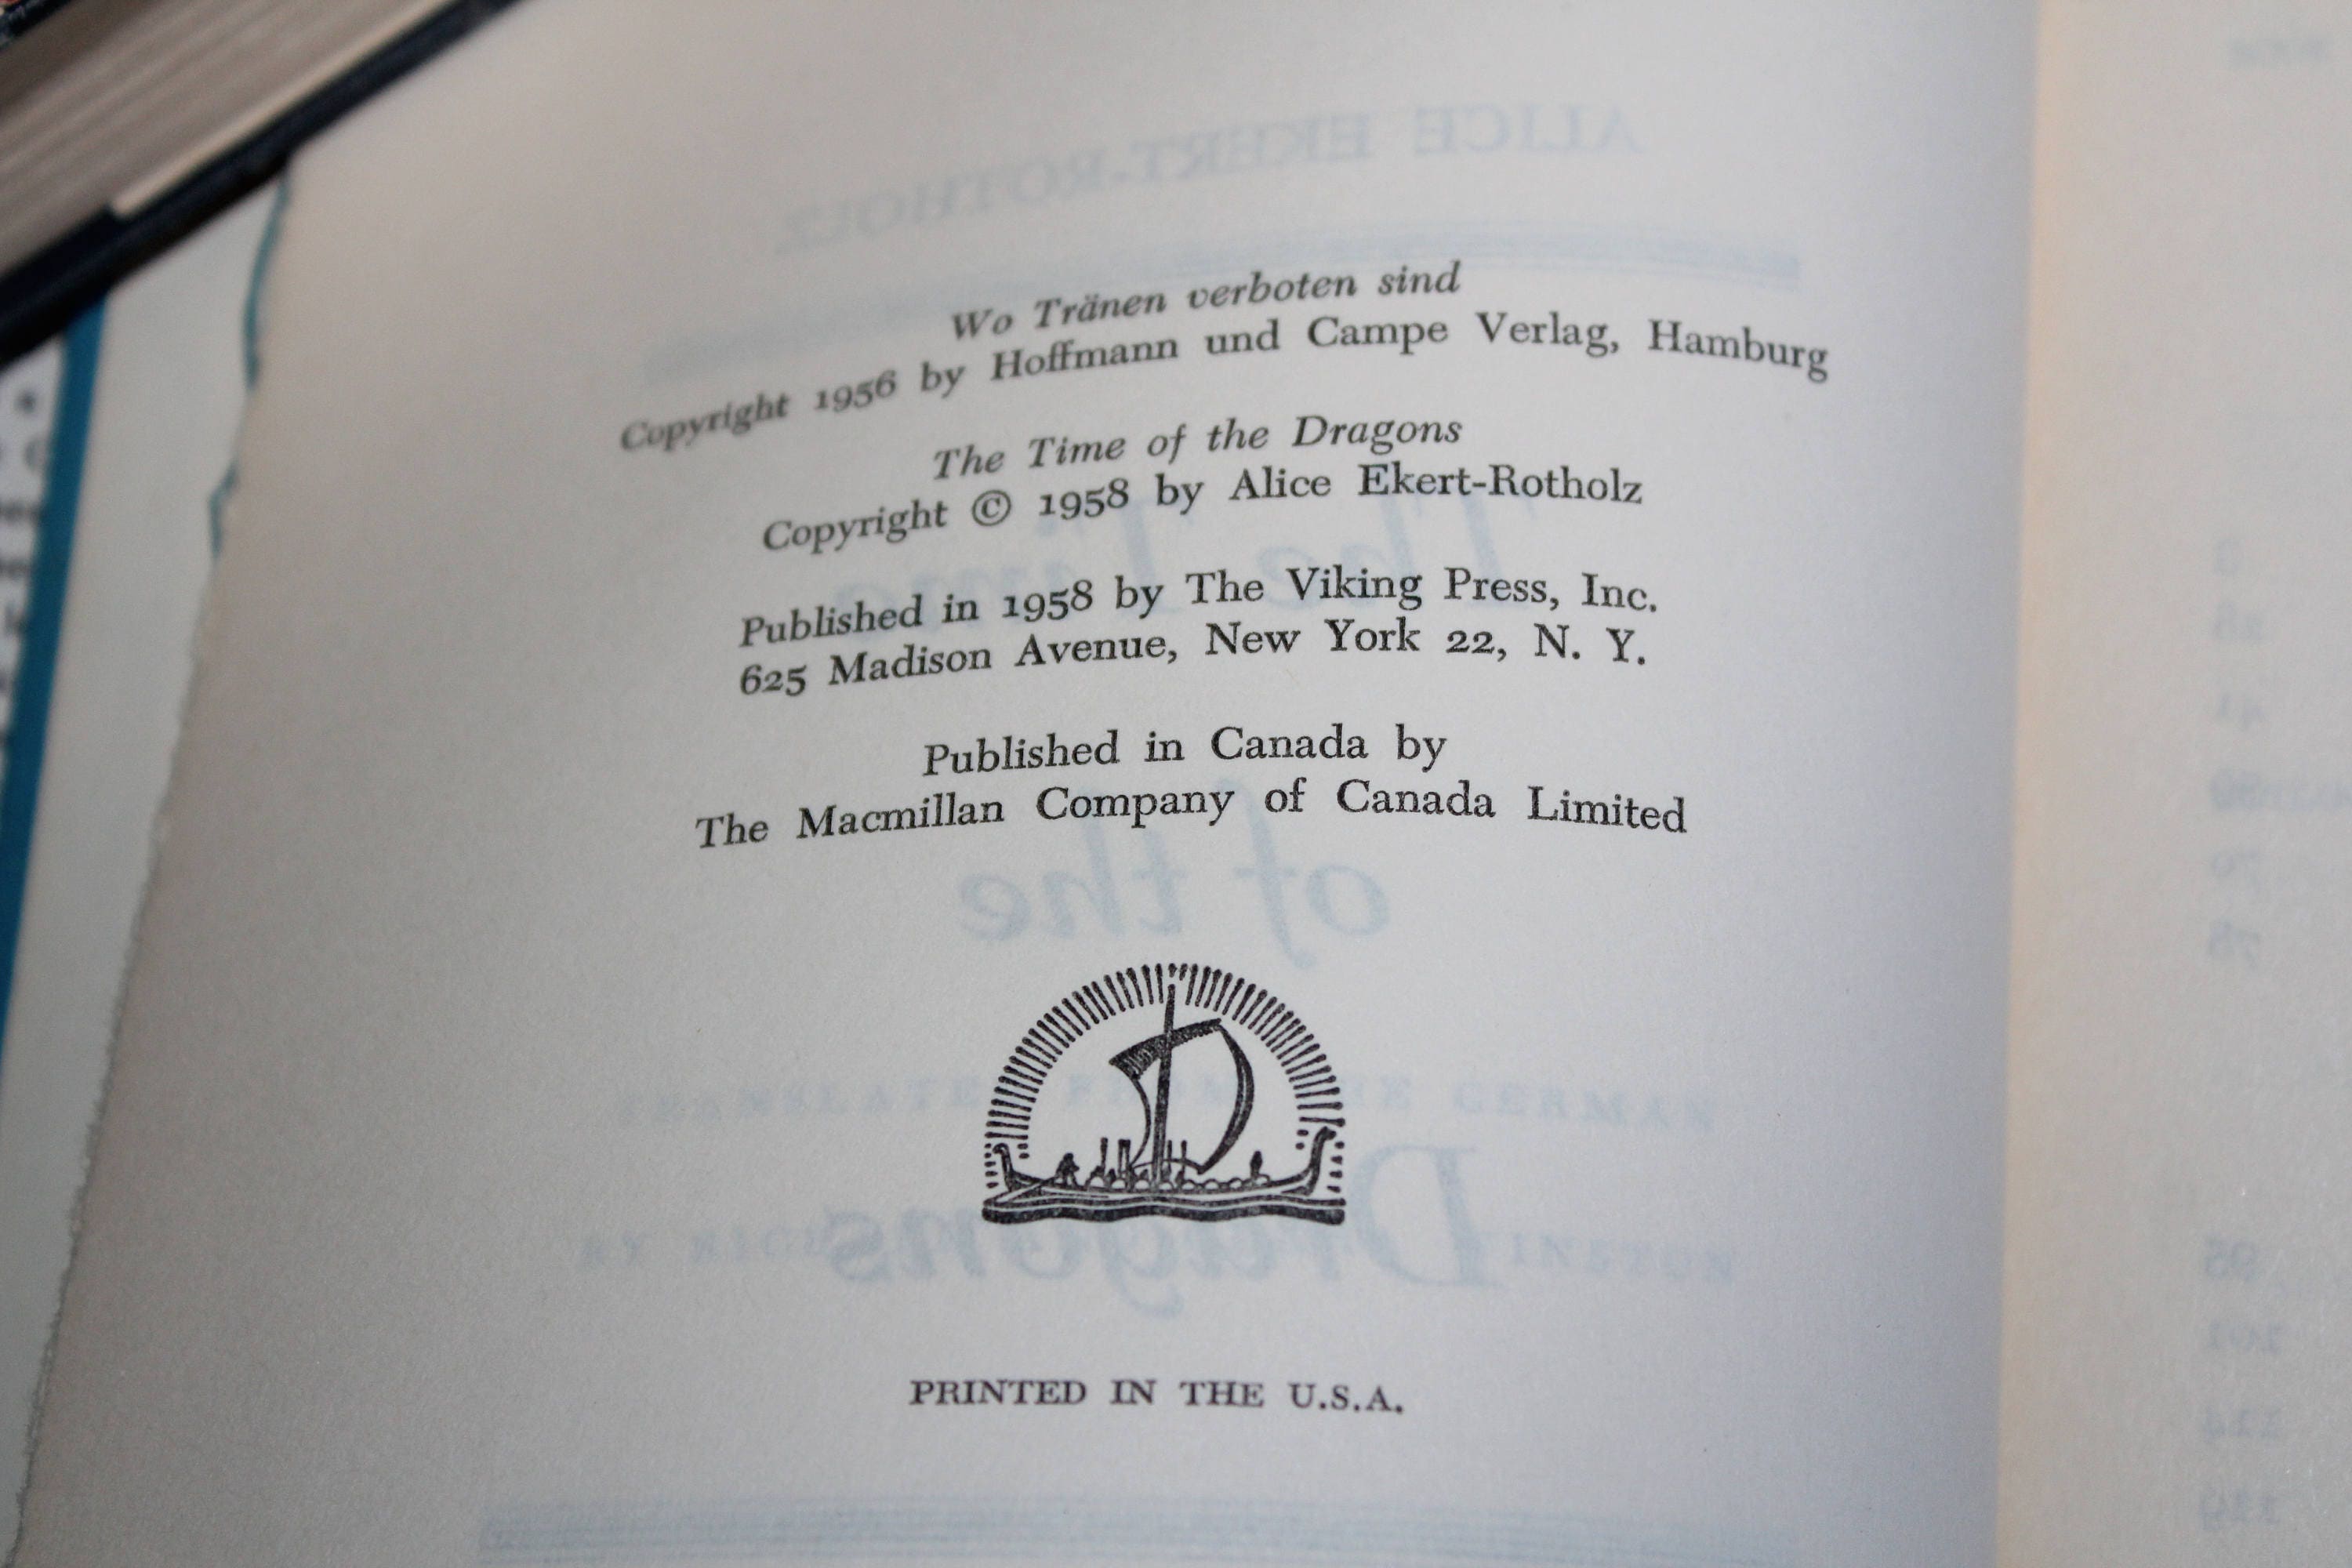 Wo Tränen verboten sind
Copyright 1956 by Hoffmann und Campe Verlag, Hamburg
The Time of the Dragons
Copyright © 1958 by Alice Ekert-Rotholz
Published in 1958 by The Viking Press, Inc.
625 Madison Avenue, New York 22, N. Y.
Published in Canada by
The Macmillan Company of Canada Limited
PRINTED IN THE U.S.A.